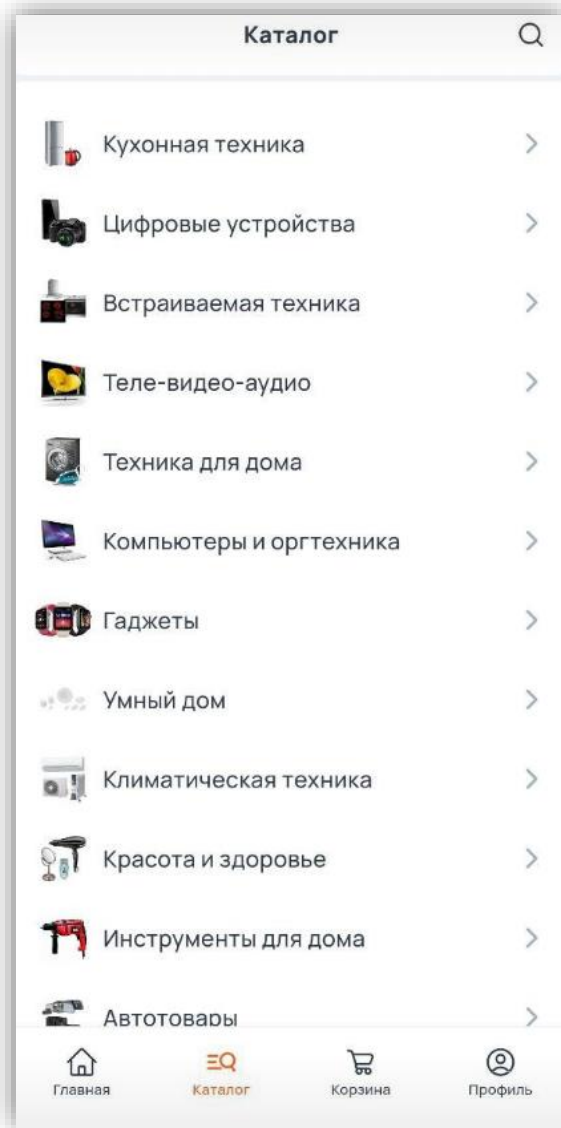 Каталог
Кухонная техника
Цифровые устройства
Встраиваемая техника
Теле-видео-аудио
Техника для дома
Компьютеры и оргтехника
Гаджеты
Умный дом
Климатическая техника
Красота и здоровье
Инструменты для дома
Автотовары
Главная
Каталог
Корзина
Профиль